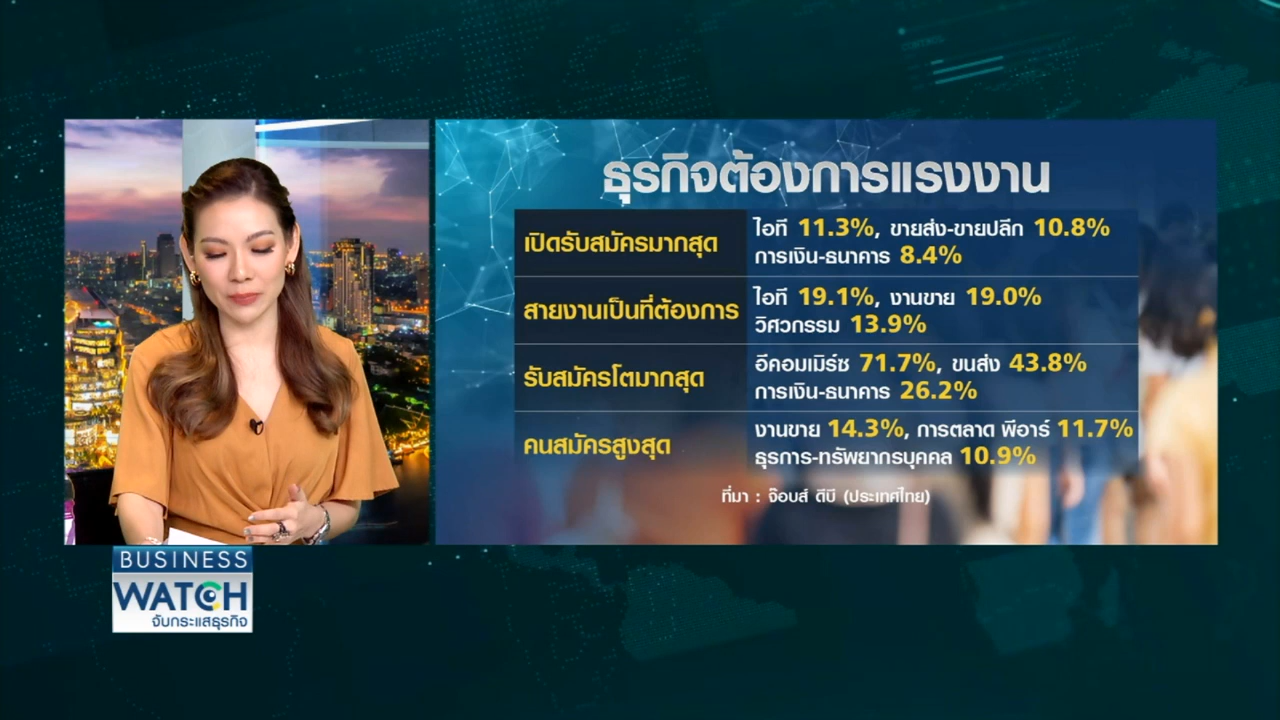 ธุรกิจต้องการแรงงาน
เปิดรับสมัครมากสุด
ไอที 11.3%, ขายส่ง-ขายปลีก 10.8%
การเงิน-ธนาคาร 8.4%
สายงานเป็นที่ต้องการ
ไอที 19.1%, งานขาย 19.0%
วิศวกรรม 13.9%
รับสมัครโตมากสุด
อีคอมเมิร์ซ 71.7%, ขนส่ง 43.8%
การเงิน-ธนาคาร 26.2%
คนสมัครสูงสุด
งานขาย 14.3%, การตลาด พีอาร์ 11.7%
ธุรการ-ทรัพยากรบุคคล 10.9%
ที่มา : จ๊อบส์ ดีบี (ประเทศไทย)
BUSINESS
WATCH
จับกระแสธุรกิจ